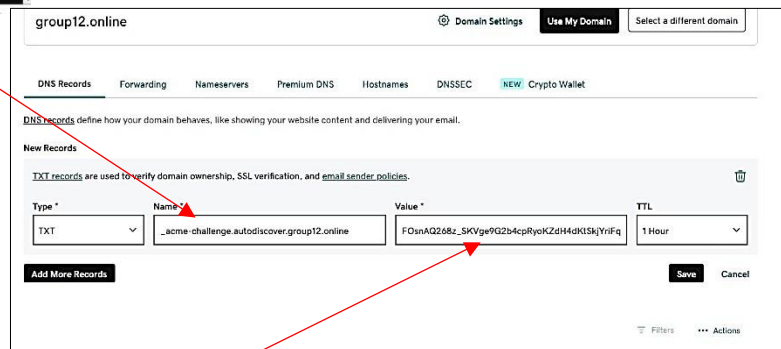 group12.online
Domain Settings
Use My Domain
Select a different domain
DNS Records Forwarding Nameservers Premium DNS Hostnames DNSSEC NEW Crypto Wallet
DNS records define how your domain behaves, like showing your website content and delivering your email.
New Records
TXT records are used to verify domain ownership, SSL verification, and email sender policies.
Type * Name * Value * TTL
TXT _acme-challenge.autodiscover.group12.online FOsnAQ268z_SKVge9G2b4cpRyoKZdH4dKtSkjYriFq 1 Hour
Add More Records Save Cancel
Filters ••• Actions